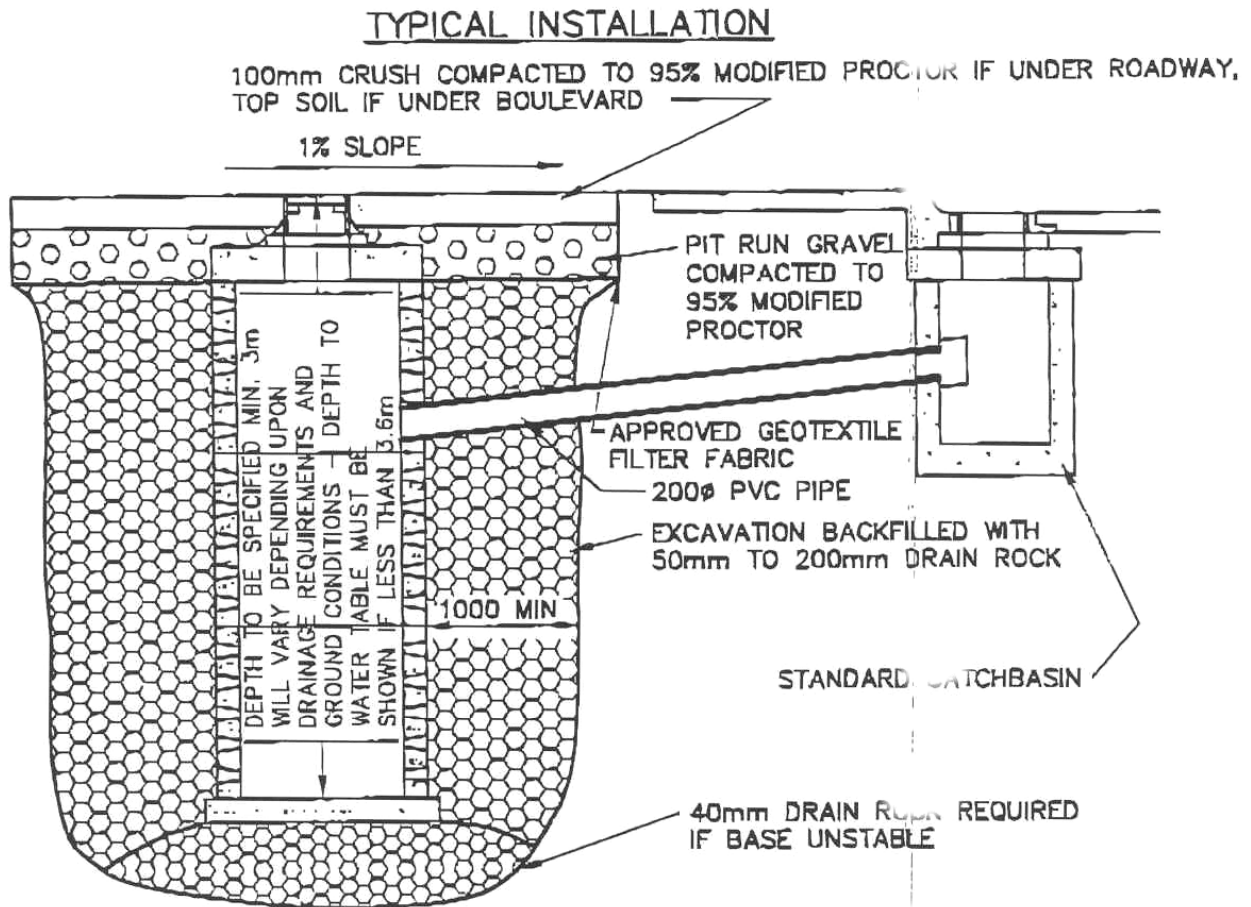 TYPICAL INSTALLATION
100mm CRUSH COMPACTED TO 95% MODIFIED PROCTOR IF UNDER ROADWAY,
TOP SOIL IF UNDER BOULEVARD
1% SLOPE
PIT RUN GRAVEL
COMPACTED TO
95% MODIFIED
PROCTOR
DEPTH TO BE SPECIFIED MIN. 3m
WILL VARY DEPENDING UPON
DRAINAGE REQUIREMENTS AND
GROUND CONDITIONS - DEPTH TO
WATER TABLE MUST BE
SHOWN IF LESS THAN 3.6m
APPROVED GEOTEXTILE
FILTER FABRIC
200ø PVC PIPE
EXCAVATION BACKFILLED WITH
50mm TO 200mm DRAIN ROCK
1000 MIN
STANDARD CATCHBASIN
40mm DRAIN ROCK REQUIRED
IF BASE UNSTABLE